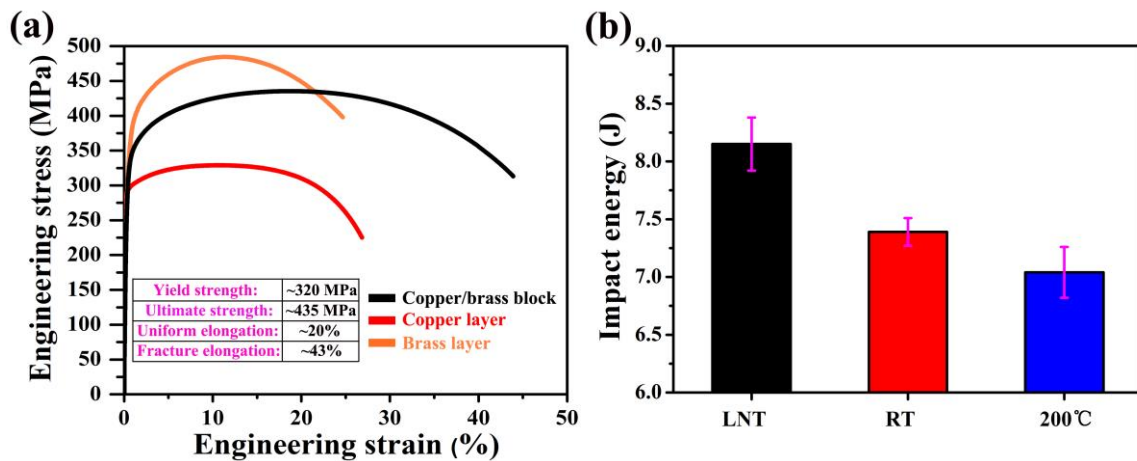 (a)
Engineering stress (MPa)
500
450
400
350
300
250
200
150
100
50
0
Yield strength: ~320 MPa
Ultimate strength: ~435 MPa
Uniform elongation: ~20%
Fracture elongation: ~43%
Copper/brass block
Copper layer
Brass layer
0 10 20 30 40 50
Engineering strain (%)
(b)
Impact energy (J)
9.0
8.5
8.0
7.5
7.0
6.5
6.0
LNT RT 200℃